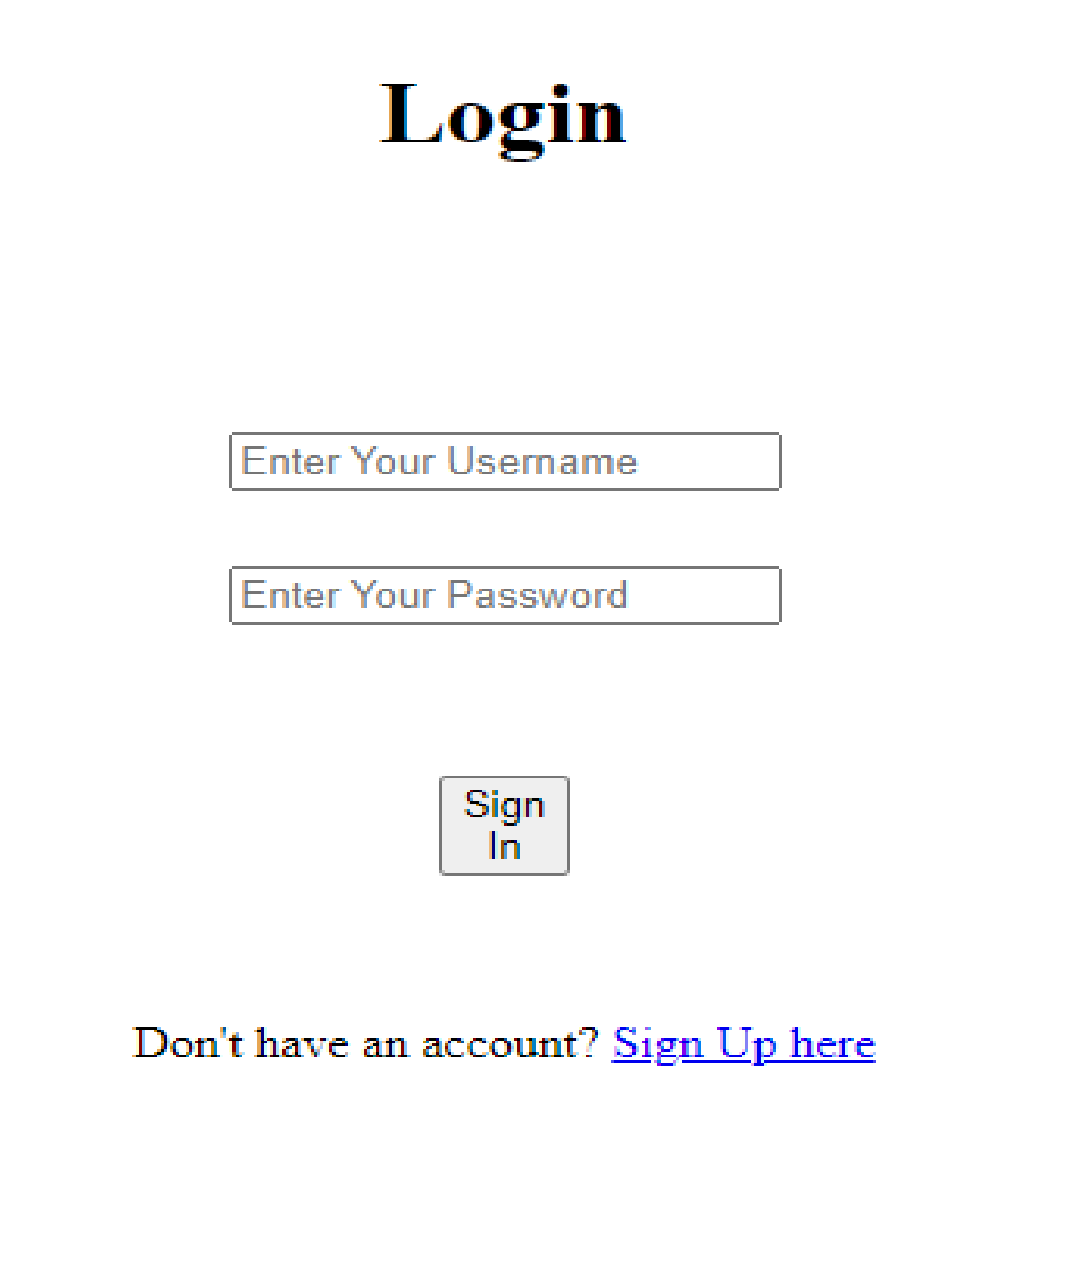 Login
Enter Your Username
Enter Your Password
Sign
In
Don't have an account? Sign Up here